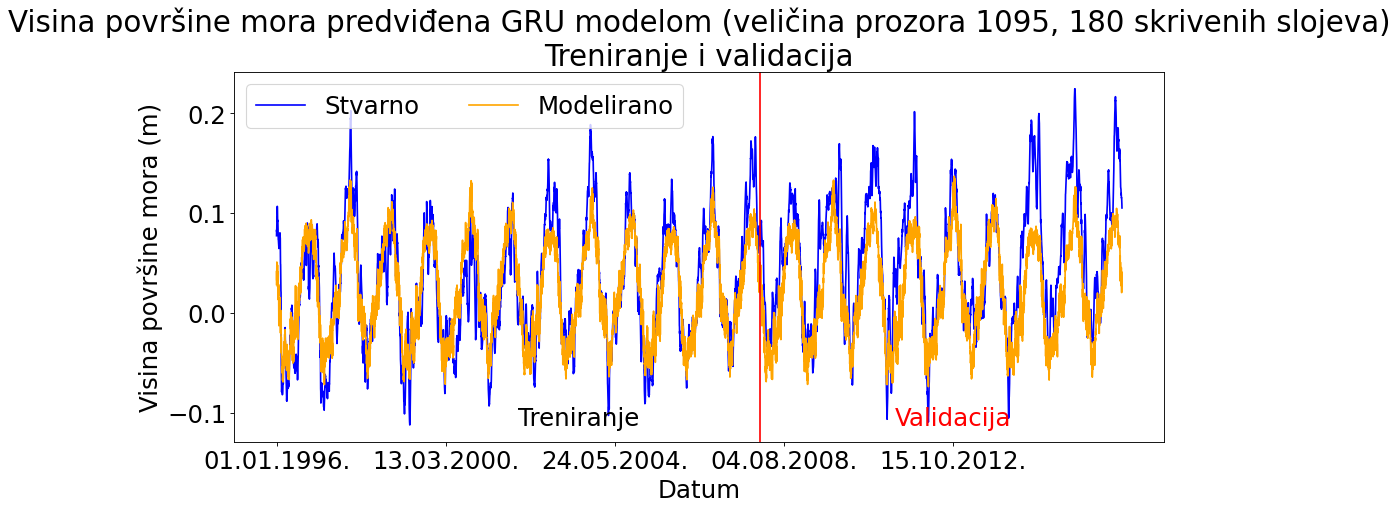 Visina površine mora predviđena GRU modelom (veličina prozora 1095, 180 skrivenih slojeva)
Treniranje i validacija
Stvarno
Modelirano
Visina površine mora (m)
0.2
0.1
0.0
−0.1
Treniranje
Validacija
01.01.1996.
13.03.2000.
24.05.2004.
04.08.2008.
15.10.2012.
Datum